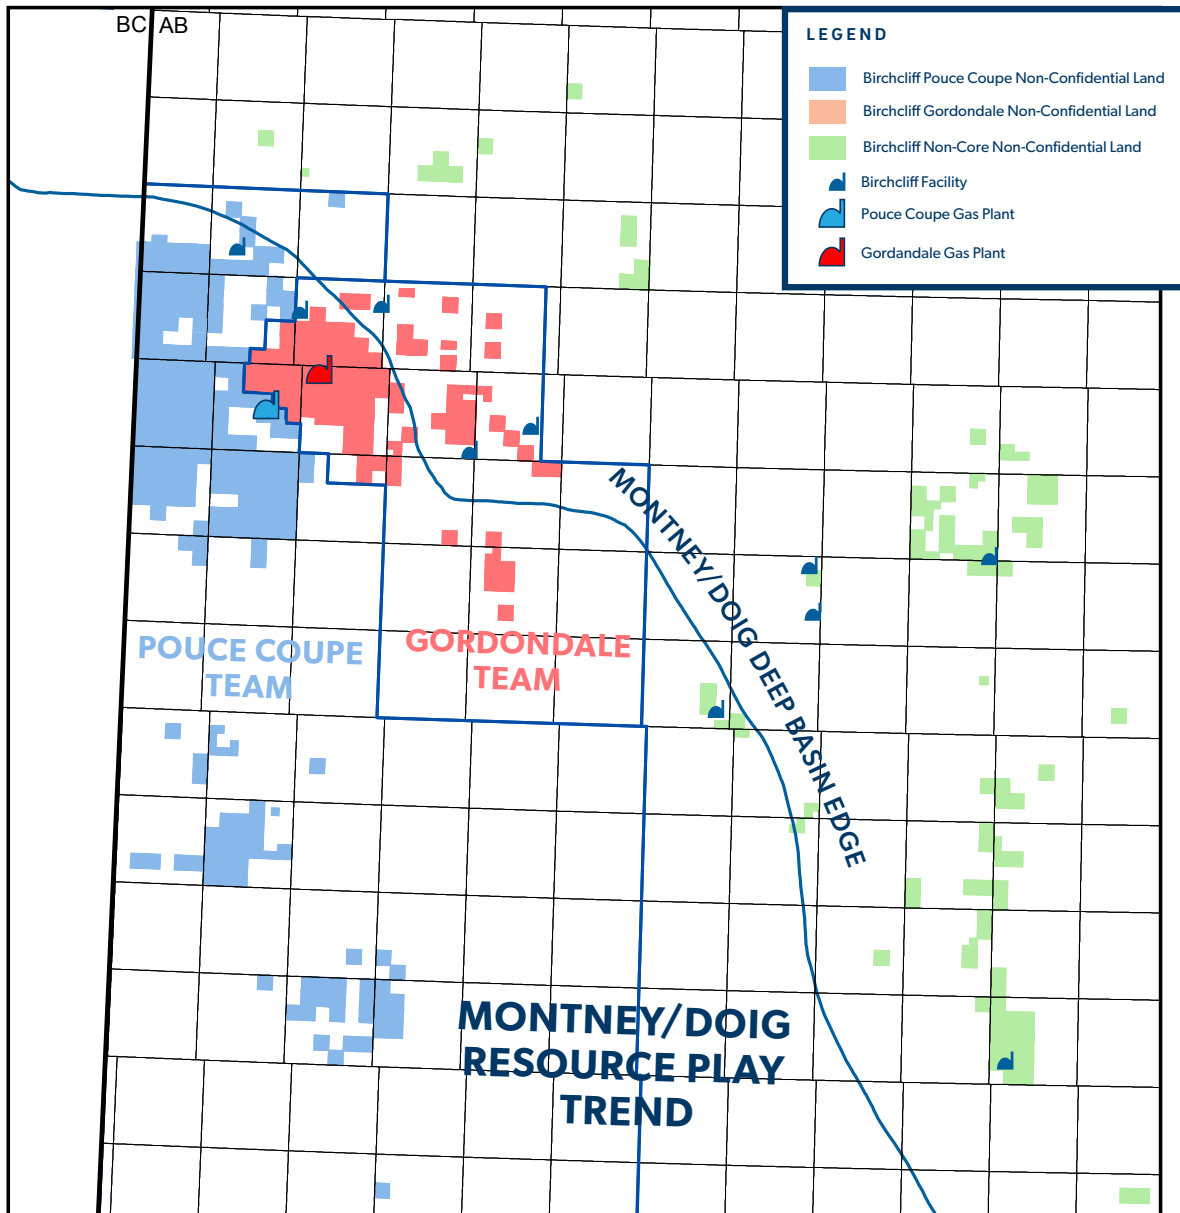 BC AB
LEGEND
Birchcliff Pouce Coupe Non-Confidential Land
Birchcliff Gordondale Non-Confidential Land
Birchcliff Non-Core Non-Confidential Land
Birchcliff Facility
Pouce Coupe Gas Plant
Gordandale Gas Plant
MONTNEY/DOIG DEEP BASIN EDGE
POUCE COUPE
TEAM
GORDONDALE
TEAM
MONTNEY/DOIG
RESOURCE PLAY
TREND